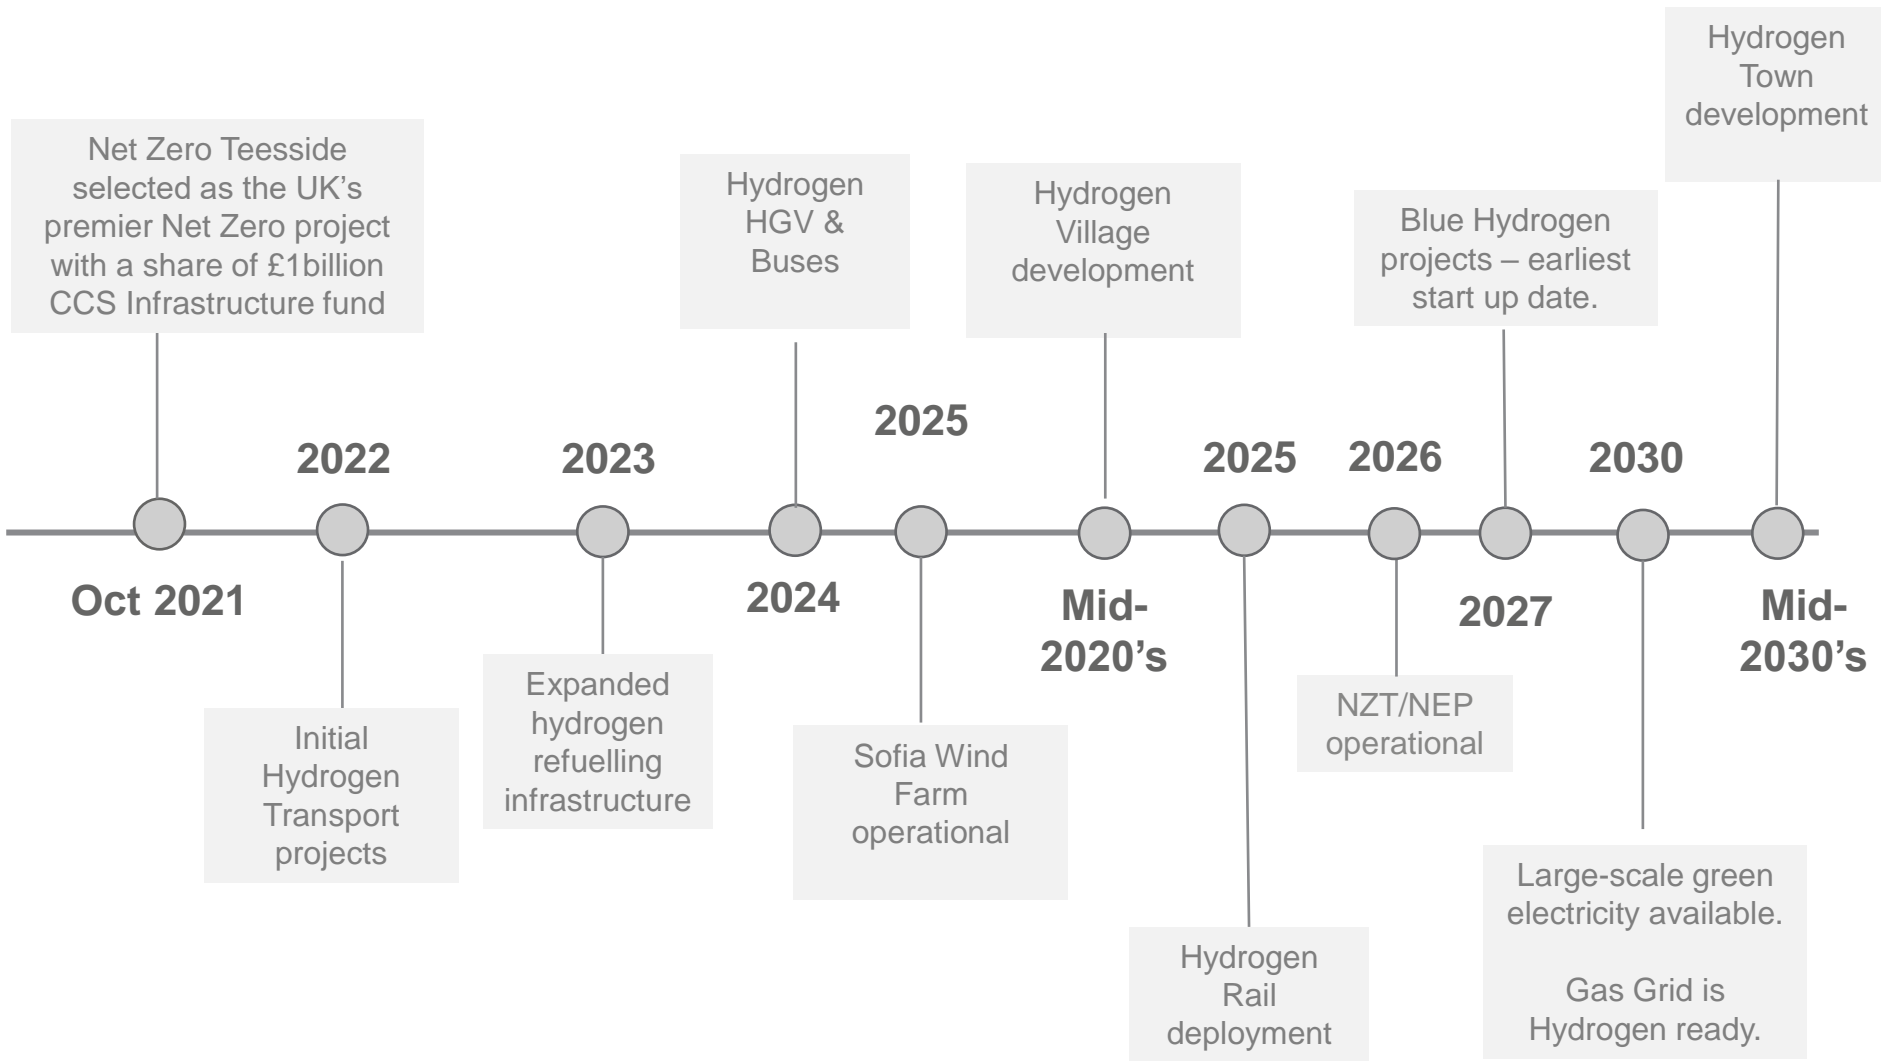 Net Zero Teesside
selected as the UK’s
premier Net Zero project
with a share of £1billion
CCS Infrastructure fund
Oct 2021
2022
Initial
Hydrogen
Transport
projects
2023
Expanded
hydrogen
refuelling
infrastructure
Hydrogen
HGV &
Buses
2024
2025
Sofia Wind
Farm
operational
Hydrogen
Village
development
Mid-
2020’s
2025
Hydrogen
Rail
deployment
2026
NZT/NEP
operational
Blue Hydrogen
projects – earliest
start up date.
2027
2030
Large-scale green
electricity available.
Gas Grid is
Hydrogen ready.
Hydrogen
Town
development
Mid-
2030’s